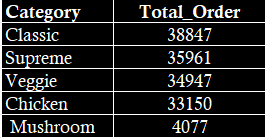 Category Total_Order
Classic 38847
Supreme 35961
Veggie 34947
Chicken 33150
Mushroom 4077